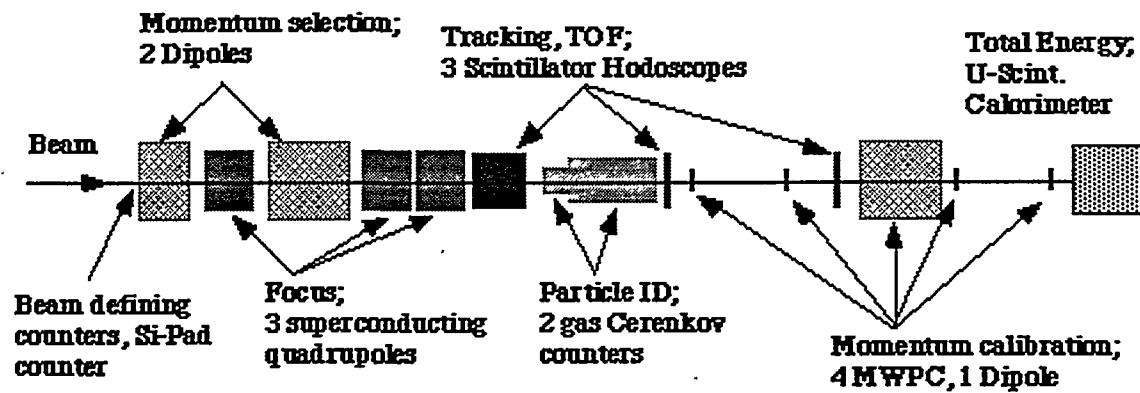 Momentum selection;
2 Dipoles
Tracking, TOF;
3 Scintillator Hodoscopes
Total Energy;
U-Scint.
Calorimeter
Beam
Beam defining
counters, Si-Pad
counter
Focus;
3 superconducting
quadrupoles
Particle ID;
2 gas Cerenkov
counters
Momentum calibration;
4 MWPC, 1 Dipole